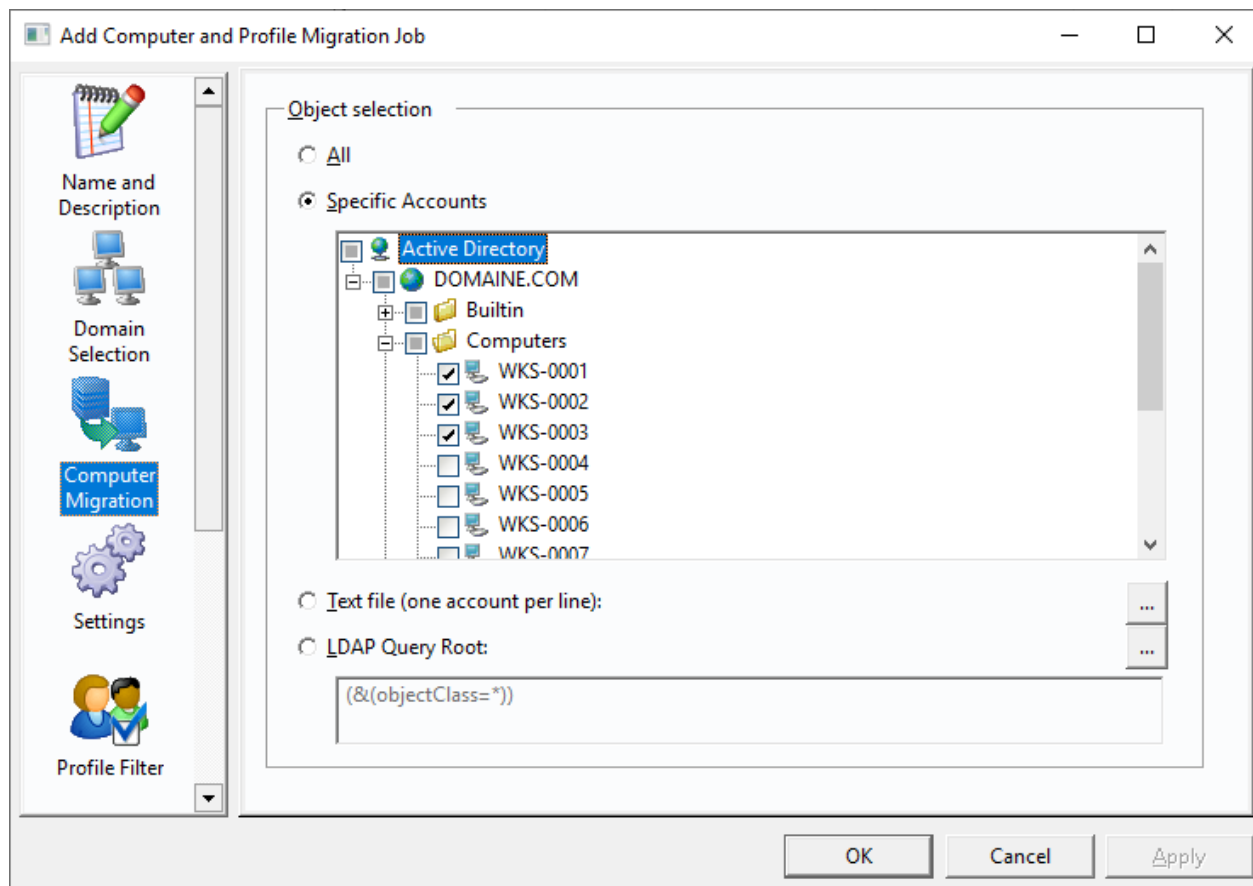 Add Computer and Profile Migration Job
Name and
Description
Domain
Selection
Computer
Migration
Settings
Profile Filter
Object selection
All
Specific Accounts
Active Directory
DOMAINE.COM
Builtin
Computers
WKS-0001
WKS-0002
WKS-0003
WKS-0004
WKS-0005
WKS-0006
WKS-0007
Text file (one account per line):
...
LDAP Query Root:
...
(&(objectClass=*))
OK
Cancel
Apply